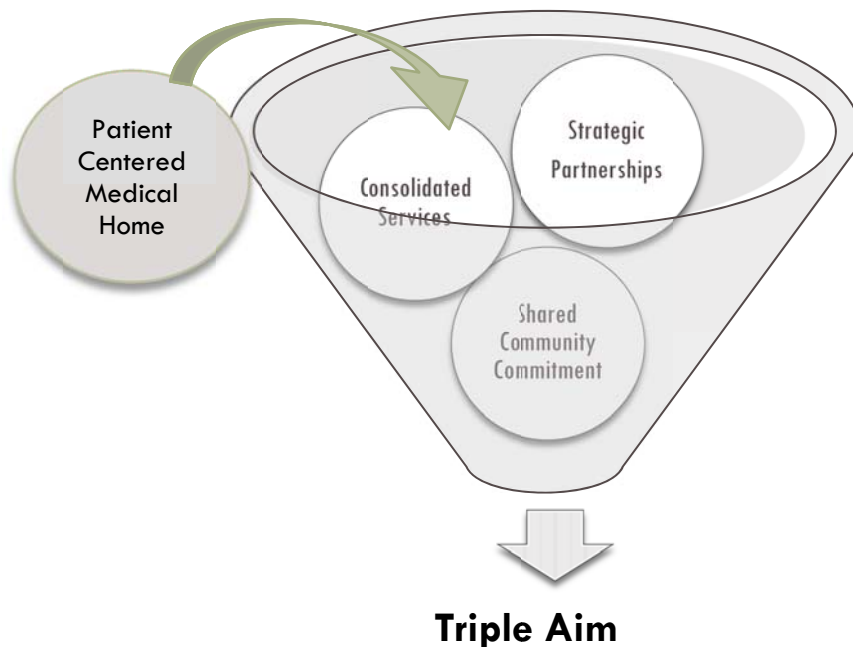 Patient
Centered
Medical
Home
Consolidated
Services
Strategic
Partnerships
Shared
Community
Commitment
Triple Aim